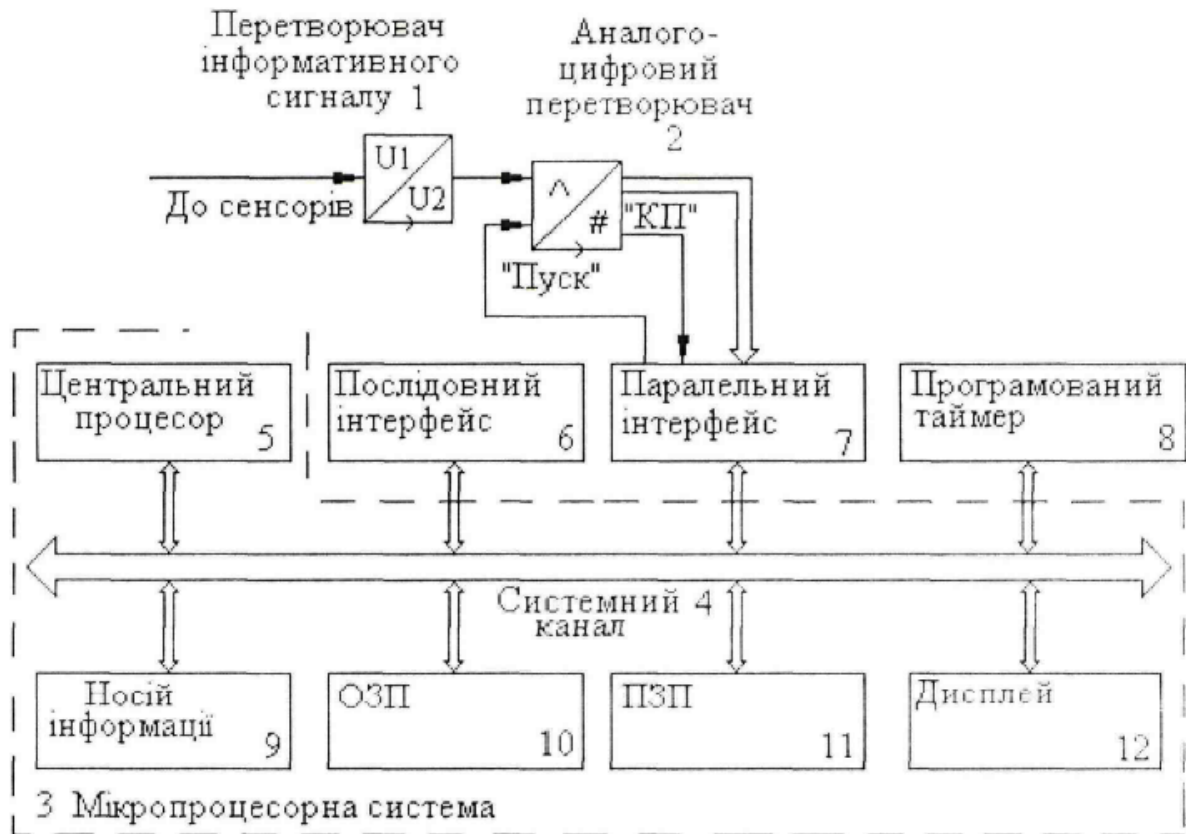 Перетворювач
інформативного
сигналу 1
Аналого-
цифровий
перетворювач
2
U1
U2
До сенсорів
^
#
"КП"
"Пуск"
Центральний
процесор 5
Послідовний
інтерфейс 6
Паралельний
інтерфейс 7
Програмований
таймер 8
Системний 4
канал
Носій
інформації 9
ОЗП
10
ПЗП
11
Дисплей
12
3 Мікропроцесорна система